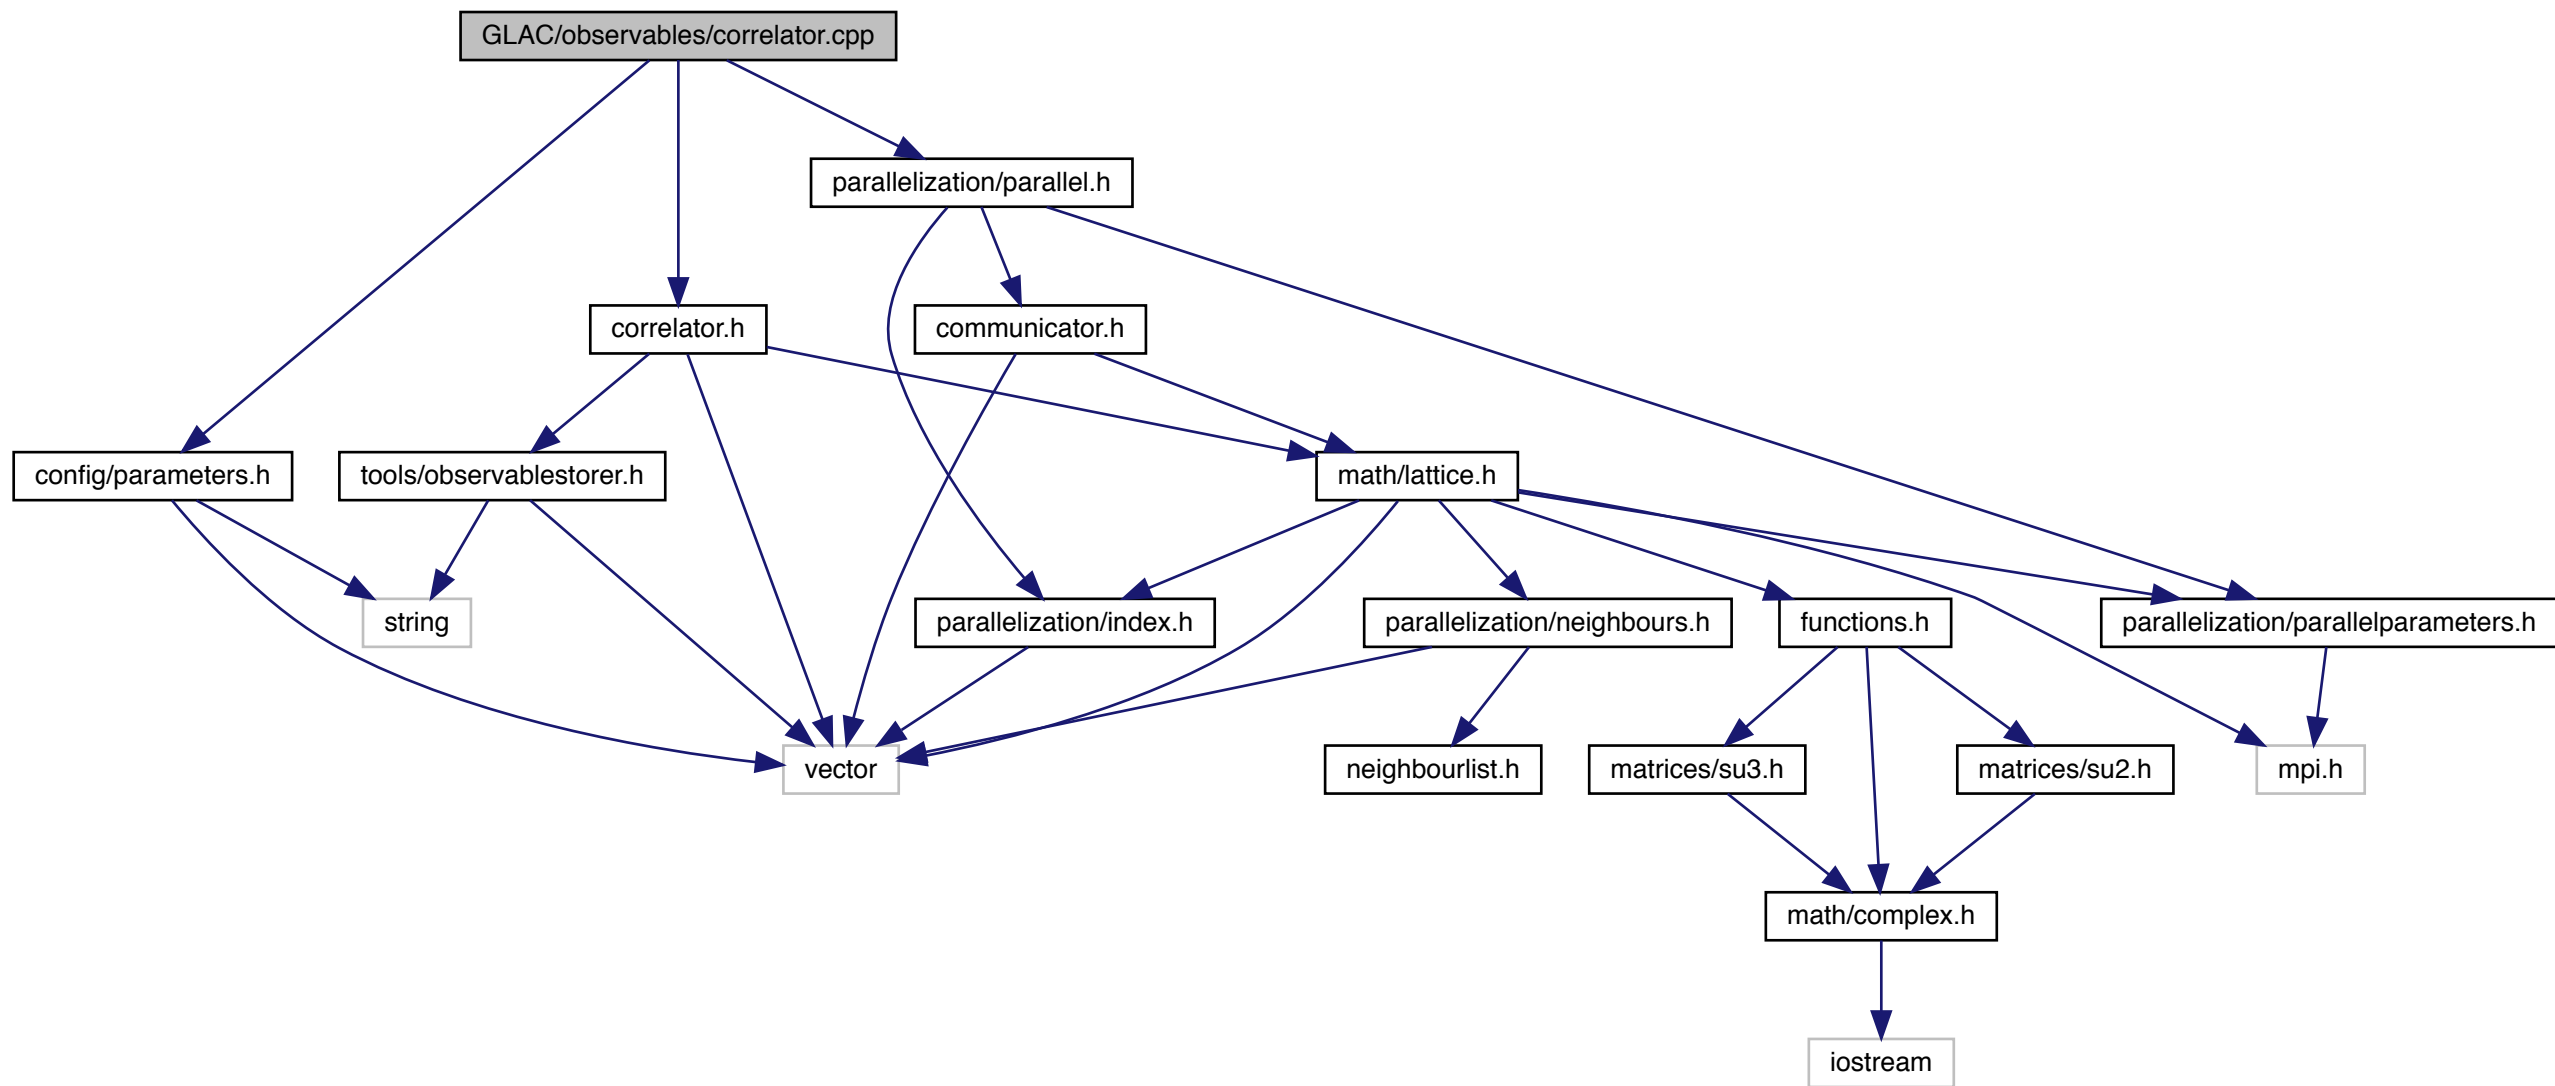 GLAC/observables/correlator.cpp
parallelization/parallel.h
correlator.h
communicator.h
config/parameters.h
tools/observablestorer.h
math/lattice.h
string
parallelization/index.h
parallelization/neighbours.h
functions.h
parallelization/parallelparameters.h
vector
neighbourlist.h
matrices/su3.h
matrices/su2.h
mpi.h
math/complex.h
iostream